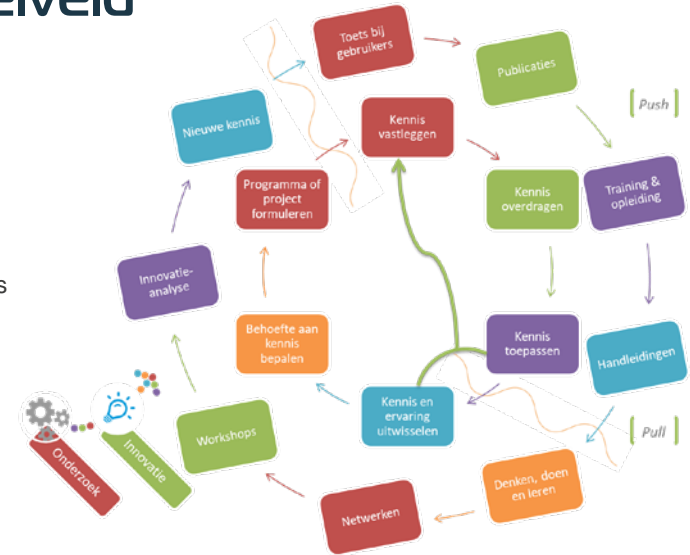 Toets bij
gebruikers
Publicaties
[ Push ]
Nieuwe kennis
Kennis
vastleggen
Programma of
project
formuleren
Kennis
overdragen
Training &
opleiding
Innovatie-
analyse
Behoefte aan
kennis
bepalen
Kennis
toepassen
Handleidingen
Kennis en
ervaring
uitwisselen
Workshops
[ Pull ]
Onderzoek
Innovatie
Denken, doen
en leren
Netwerken